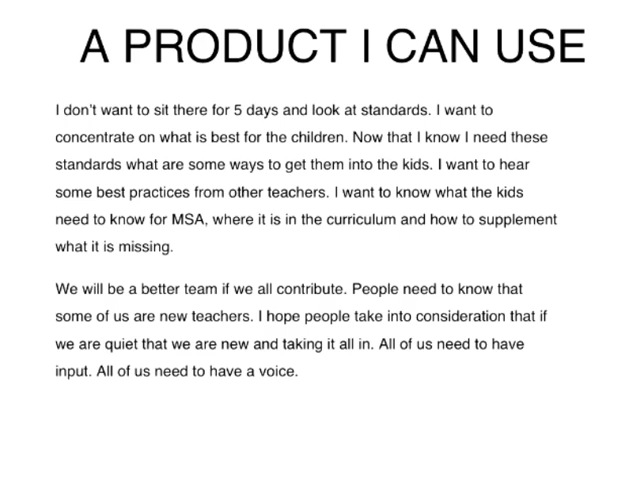 A PRODUCT I CAN USE
I don't want to sit there for 5 days and look at standards. I want to
concentrate on what is best for the children. Now that I know I need these
standards what are some ways to get them into the kids. I want to hear
some best practices from other teachers. I want to know what the kids
need to know for MSA, where it is in the curriculum and how to supplement
what it is missing.
We will be a better team if we all contribute. People need to know that
some of us are new teachers. I hope people take into consideration that if
we are quiet that we are new and taking it all in. All of us need to have
input. All of us need to have a voice.